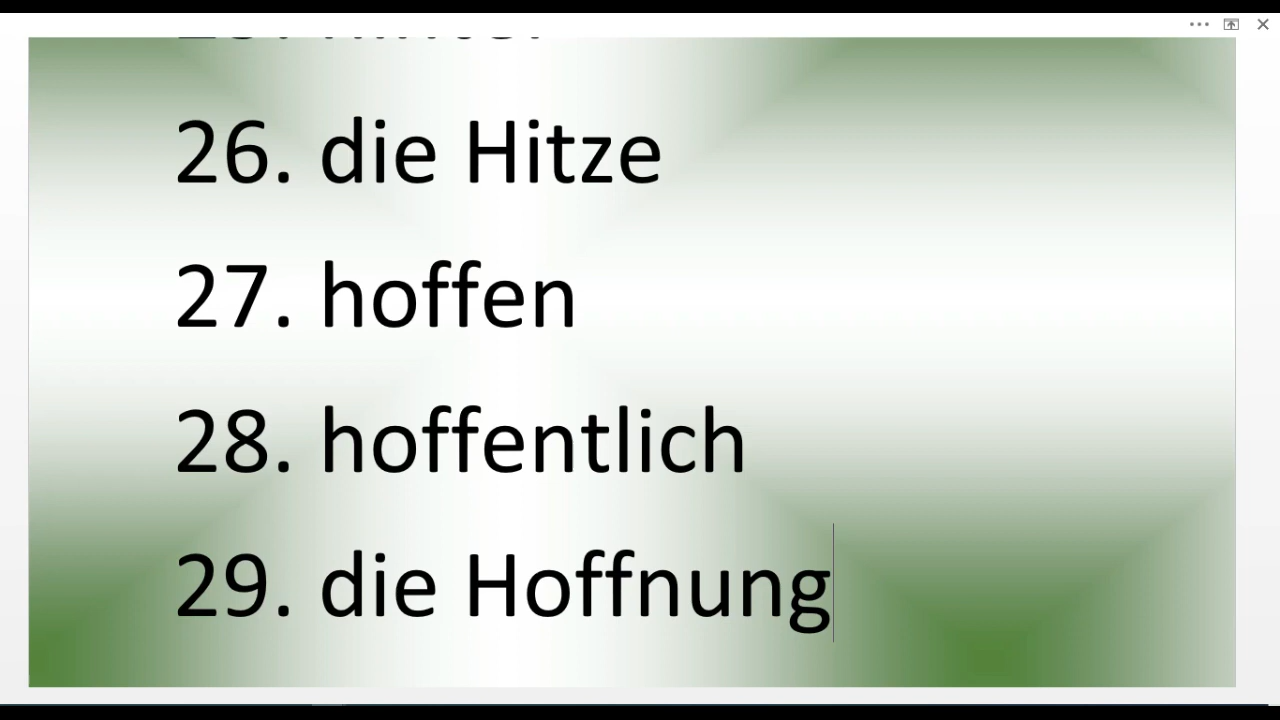 26. die Hitze
27. hoffen
28. hoffentlich
29. die Hoffnung